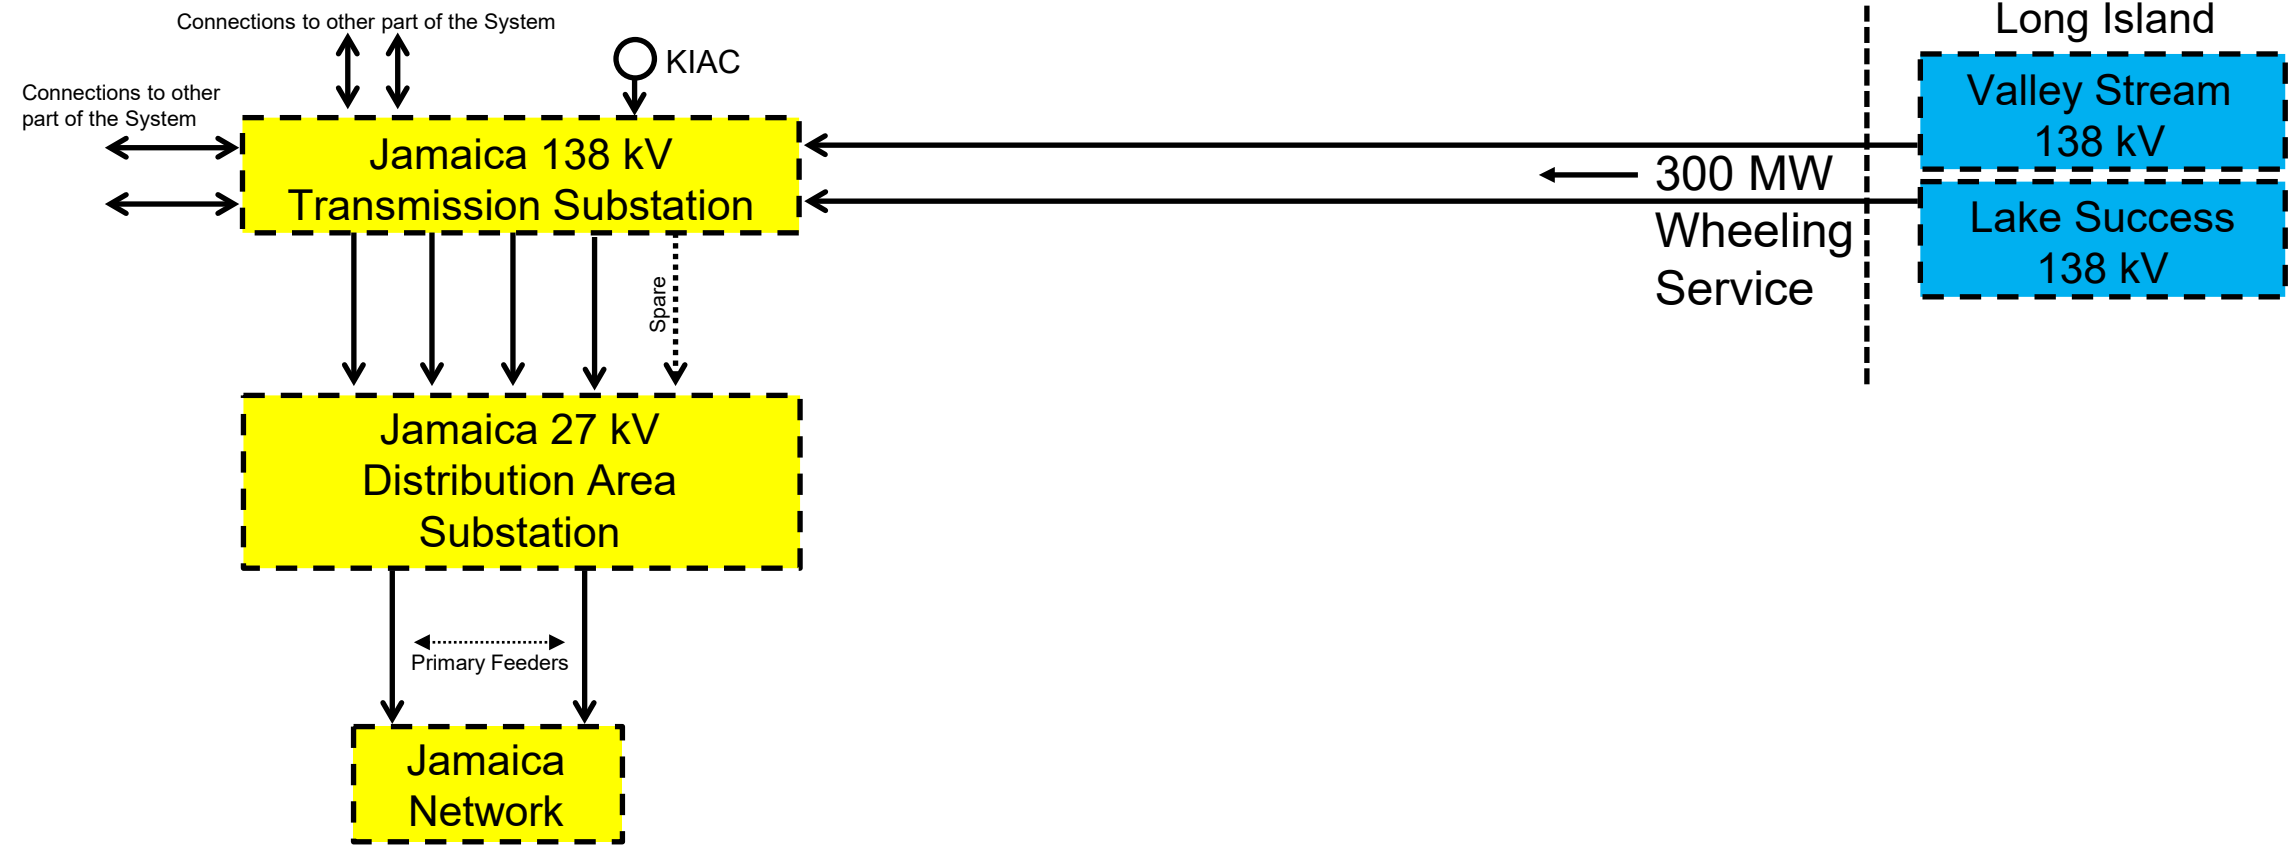 Connections to other part of the System
KIAC
Connections to other
part of the System
Jamaica 138 kV
Transmission Substation
Long Island
Valley Stream
138 kV
Lake Success
138 kV
300 MW
Wheeling
Service
Spare
Jamaica 27 kV
Distribution Area
Substation
Primary Feeders
Jamaica
Network